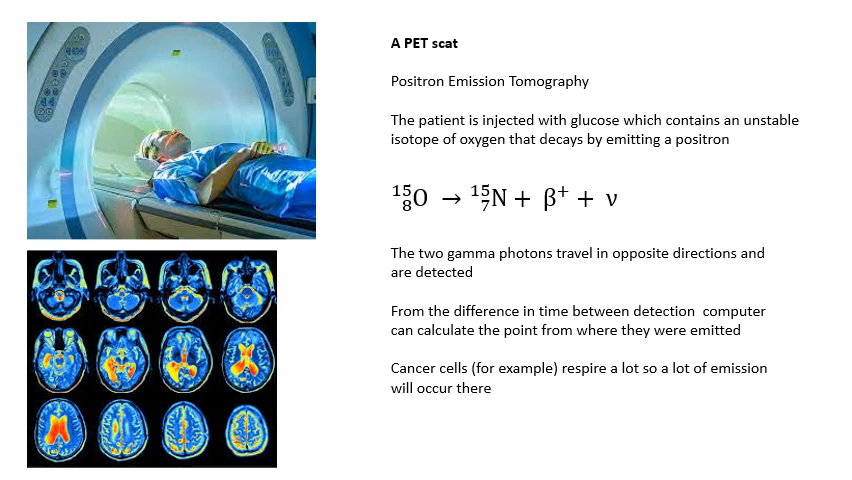 A PET scat
Positron Emission Tomography
The patient is injected with glucose which contains an unstable
isotope of oxygen that decays by emitting a positron
¹⁵₈O → ¹⁵₇N + β⁺ + ν
The two gamma photons travel in opposite directions and
are detected
From the difference in time between detection computer
can calculate the point from where they were emitted
Cancer cells (for example) respire a lot so a lot of emission
will occur there